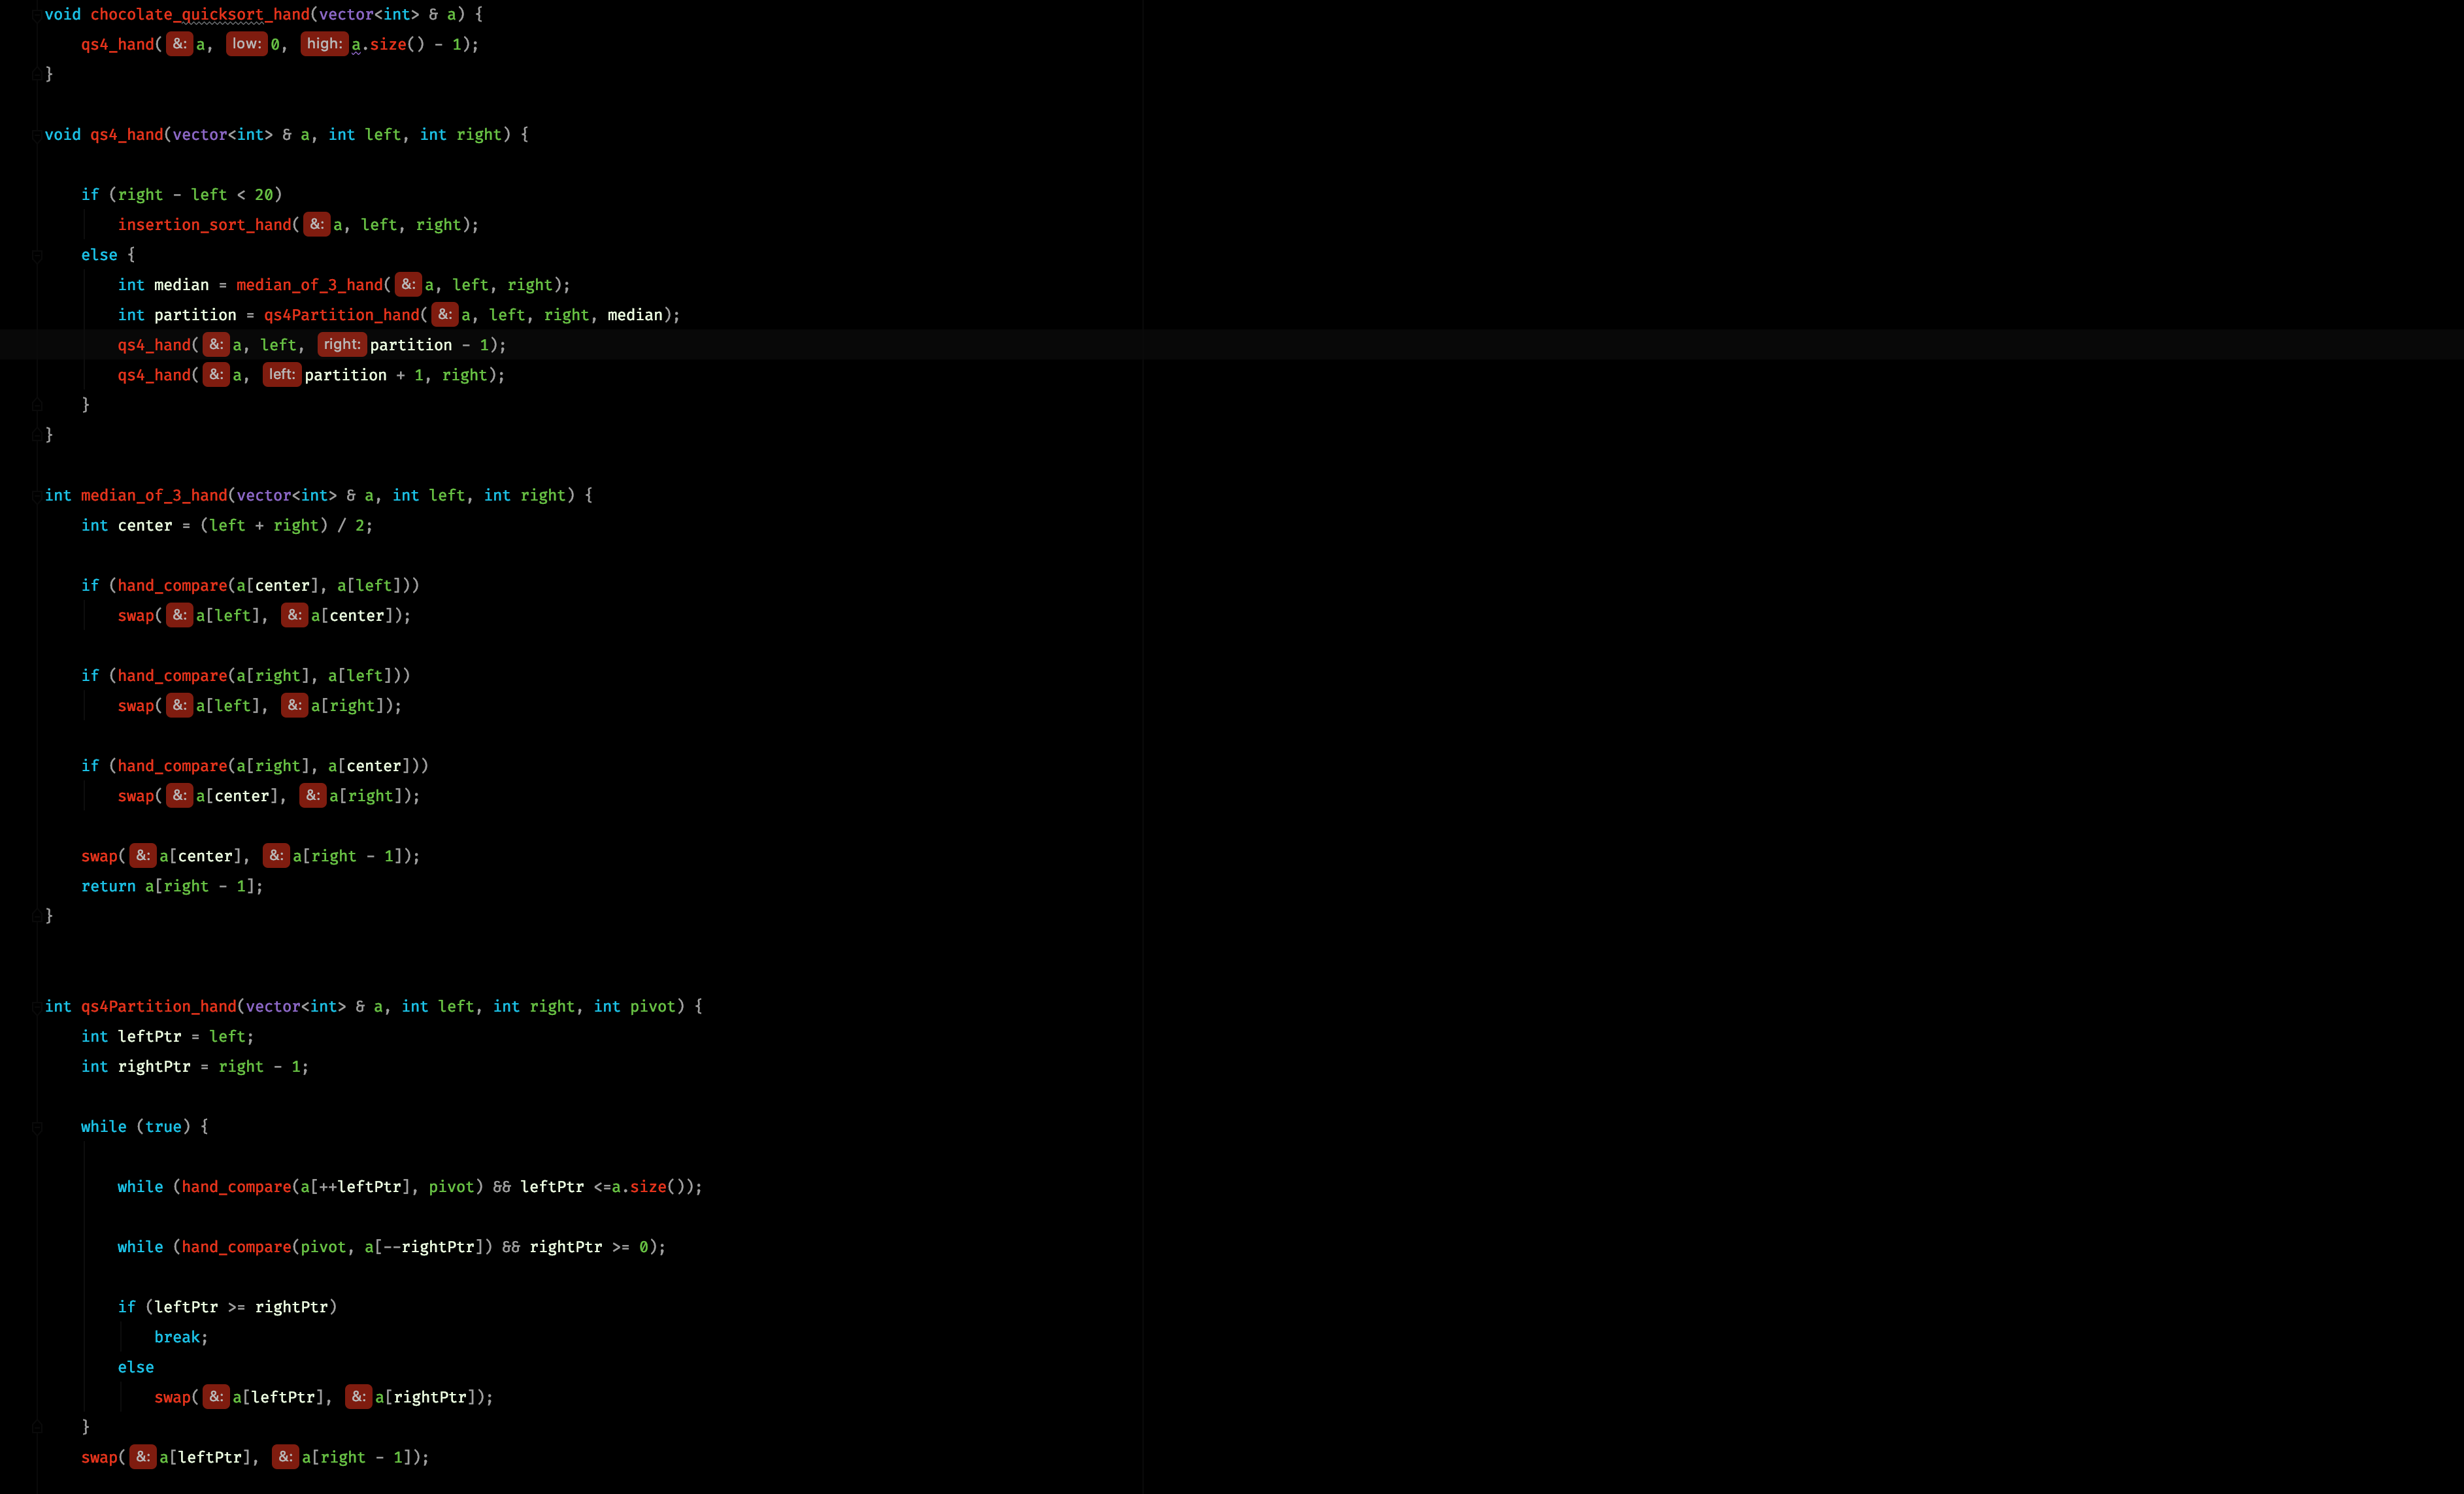 void chocolate_quicksort_hand(vector<int> & a) {
    qs4_hand( &: a, low: 0, high: a.size() - 1);
}
void qs4_hand(vector<int> & a, int left, int right) {
    if (right - left < 20)
        insertion_sort_hand( &: a, left, right);
    else {
        int median = median_of_3_hand( &: a, left, right);
        int partition = qs4Partition_hand( &: a, left, right, median);
        qs4_hand( &: a, left, right: partition - 1);
        qs4_hand( &: a, left: partition + 1, right);
    }
}
int median_of_3_hand(vector<int> & a, int left, int right) {
    int center = (left + right) / 2;
    if (hand_compare(a[center], a[left]))
        swap( &: a[left], &: a[center]);
    if (hand_compare(a[right], a[left]))
        swap( &: a[left], &: a[right]);
    if (hand_compare(a[right], a[center]))
        swap( &: a[center], &: a[right]);
    swap( &: a[center], &: a[right - 1]);
    return a[right - 1];
}
int qs4Partition_hand(vector<int> & a, int left, int right, int pivot) {
    int leftPtr = left;
    int rightPtr = right - 1;
    while (true) {
        while (hand_compare(a[++leftPtr], pivot) && leftPtr <=a.size());
        while (hand_compare(pivot, a[--rightPtr]) && rightPtr >= 0);
        if (leftPtr >= rightPtr)
            break;
        else
            swap( &: a[leftPtr], &: a[rightPtr]);
    }
    swap( &: a[leftPtr], &: a[right - 1]);